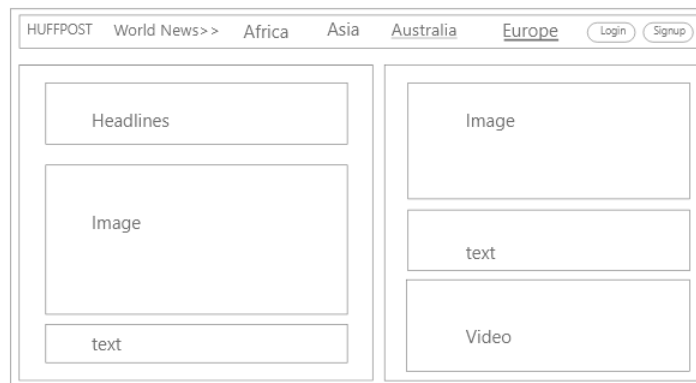 HUFFPOST World News>> Africa Asia Australia Europe Login Signup
Headlines
Image
text
Image
text
Video